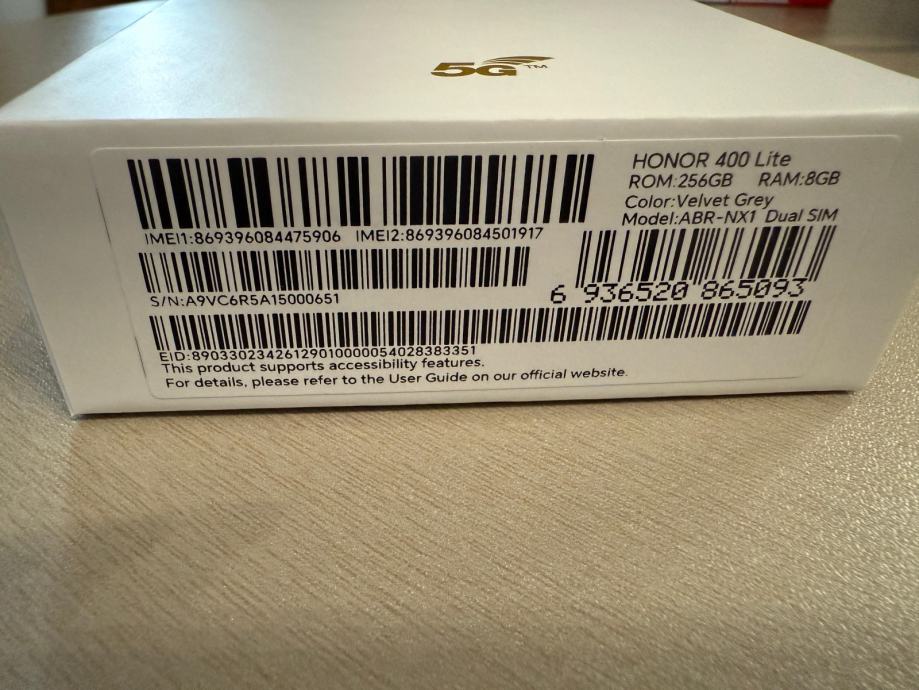 5G™
HONOR 400 Lite
ROM:256GB RAM:8GB
Color:Velvet Grey
Model:ABR-NX1 Dual SIM
IMEI1:869396084475906 IMEI2:869396084501917
S/N:A9VC6R5A15000651
6 936520 865093
EID:89033023426129010000054028383351
This product supports accessibility features.
For details, please refer to the User Guide on our official website.